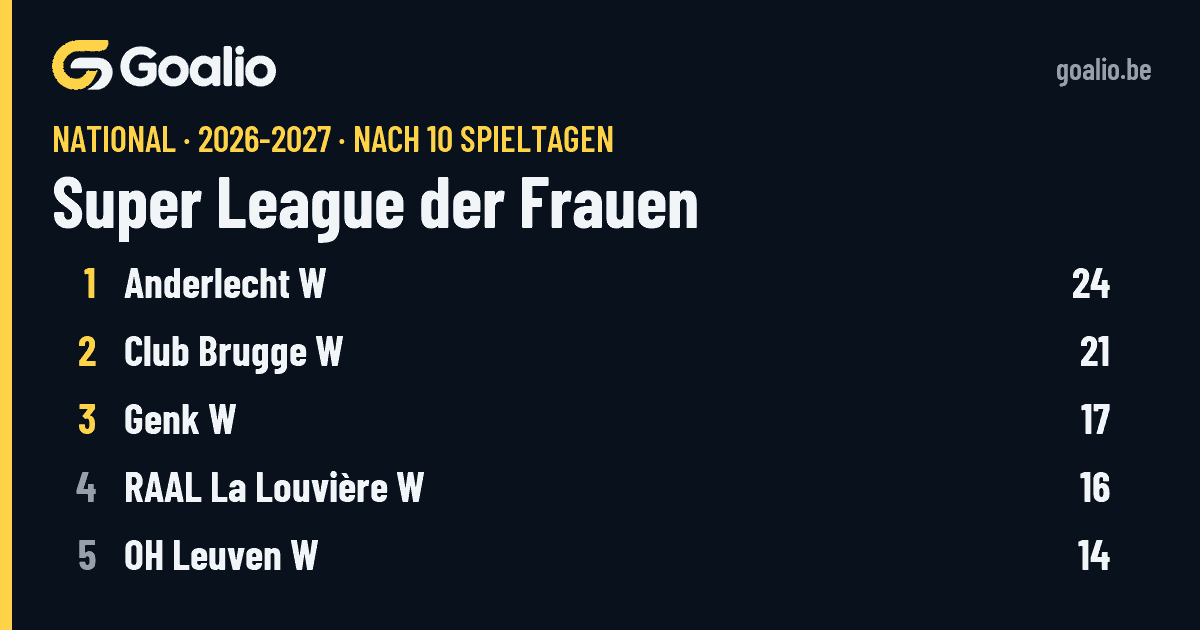 Goalio
goalio.be
NATIONAL · 2026-2027 · NACH 10 SPIELTAGEN
Super League der Frauen
1 Anderlecht W 24
2 Club Brugge W 21
3 Genk W 17
4 RAAL La Louvière W 16
5 OH Leuven W 14